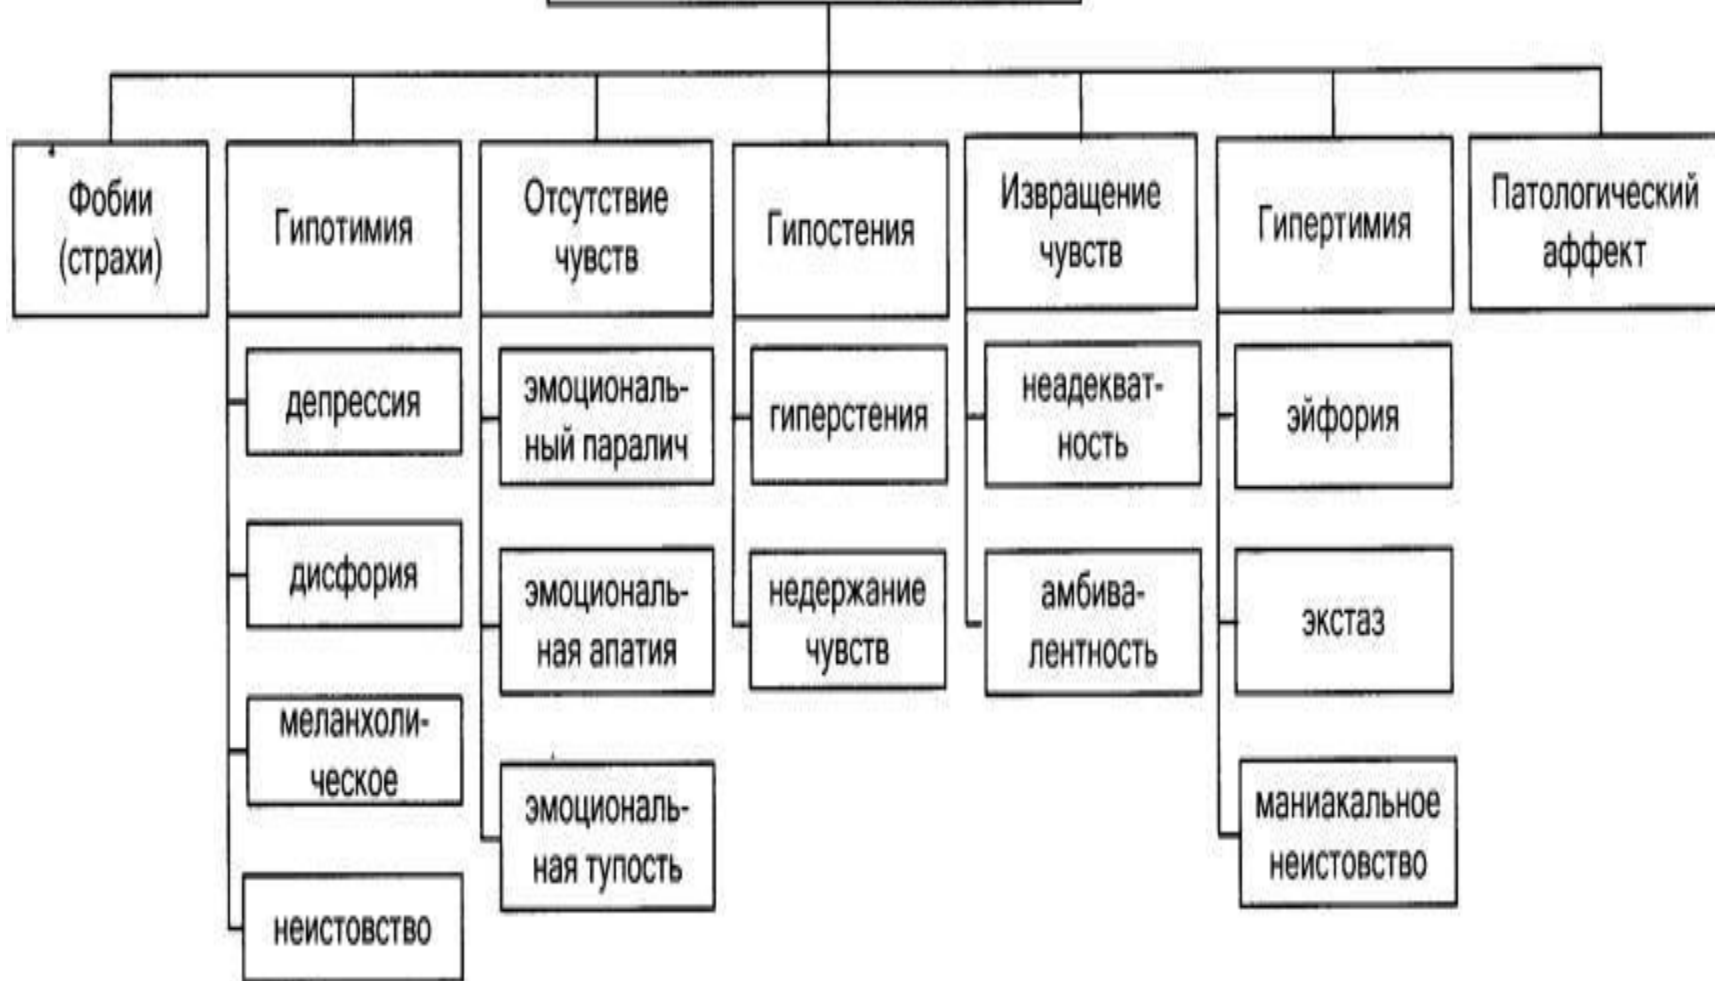 Фобии
(страхи)
Гипотимия
Отсутствие
чувств
Гипостения
Извращение
чувств
Гипертимия
Патологический
аффект
депрессия
дисфория
меланхоли-
ческое
неистовство
эмоциональ-
ный паралич
эмоциональ-
ная апатия
эмоциональ-
ная тупость
гиперстения
недержание
чувств
неадекват-
ность
амбива-
лентность
эйфория
экстаз
маниакальное
неистовство